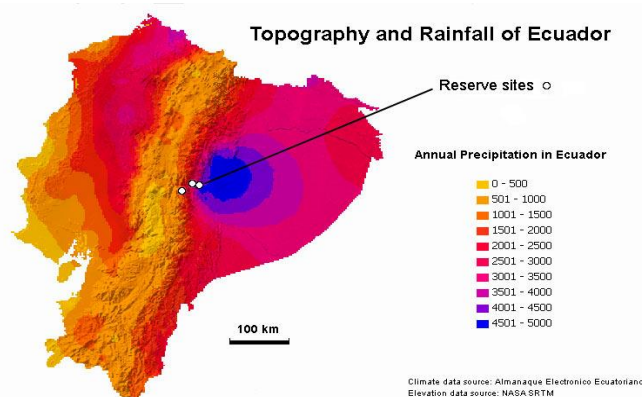 Topography and Rainfall of Ecuador
Reserve sites
Annual Precipitation in Ecuador
0 - 500
501 - 1000
1001 - 1500
1501 - 2000
2001 - 2500
2501 - 3000
3001 - 3500
3501 - 4000
4001 - 4500
4501 - 5000
100 km
Climate data source: Almanaque Electronico Ecuatoriano
Elevation data source: NASA SRTM